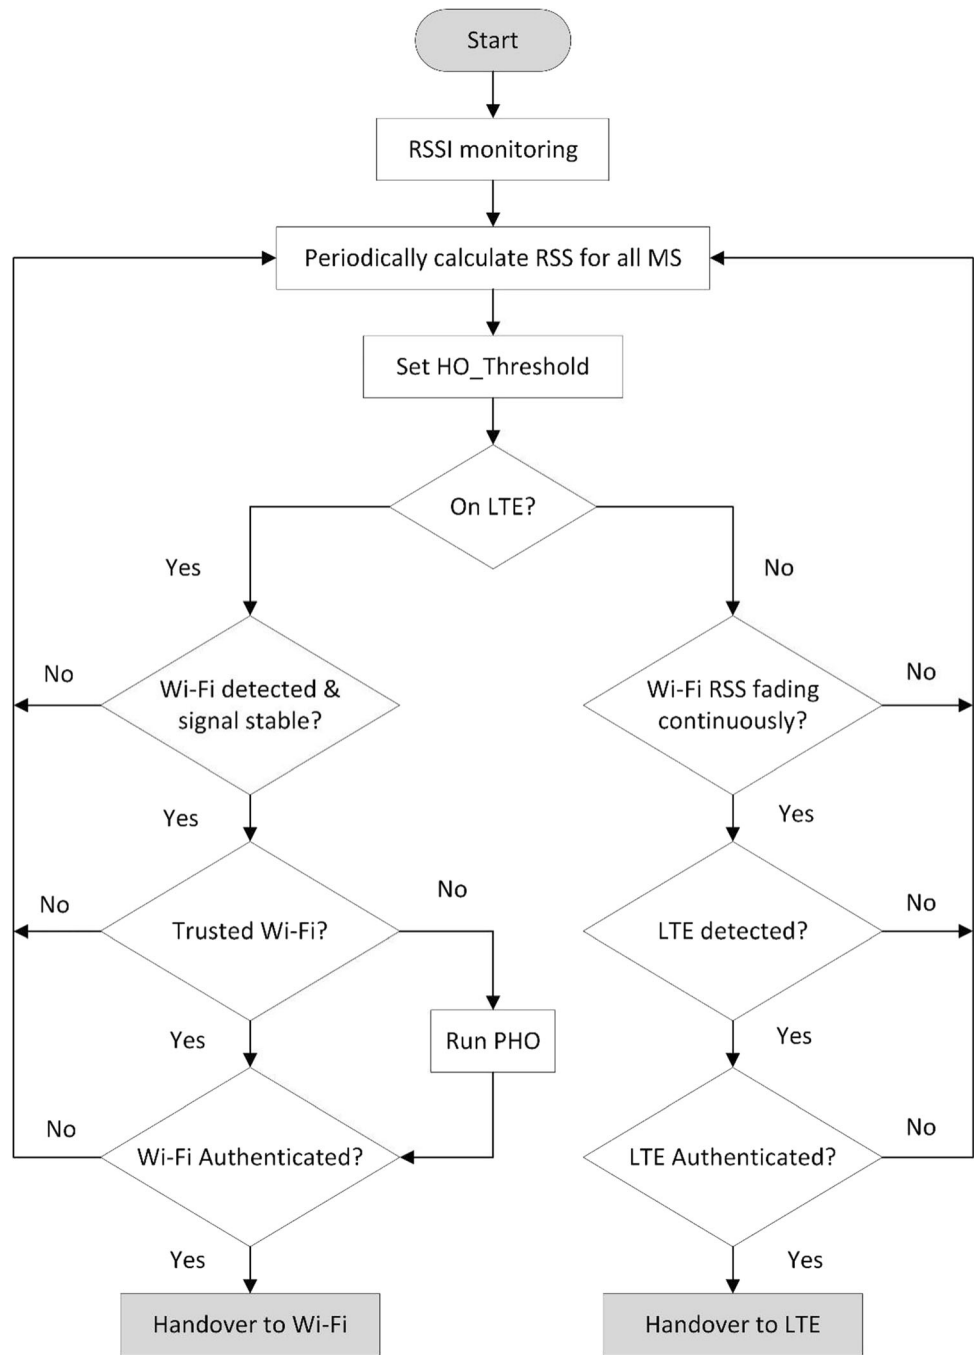 Start
RSSI monitoring
Periodically calculate RSS for all MS
Set HO_Threshold
On LTE?
Yes
No
No
Wi-Fi detected &
signal stable?
Wi-Fi RSS fading
continuously?
No
Yes
Yes
No
Trusted Wi-Fi?
No
LTE detected?
No
Yes
Run PHO
Yes
No
Wi-Fi Authenticated?
LTE Authenticated?
No
Yes
Yes
Handover to Wi-Fi
Handover to LTE